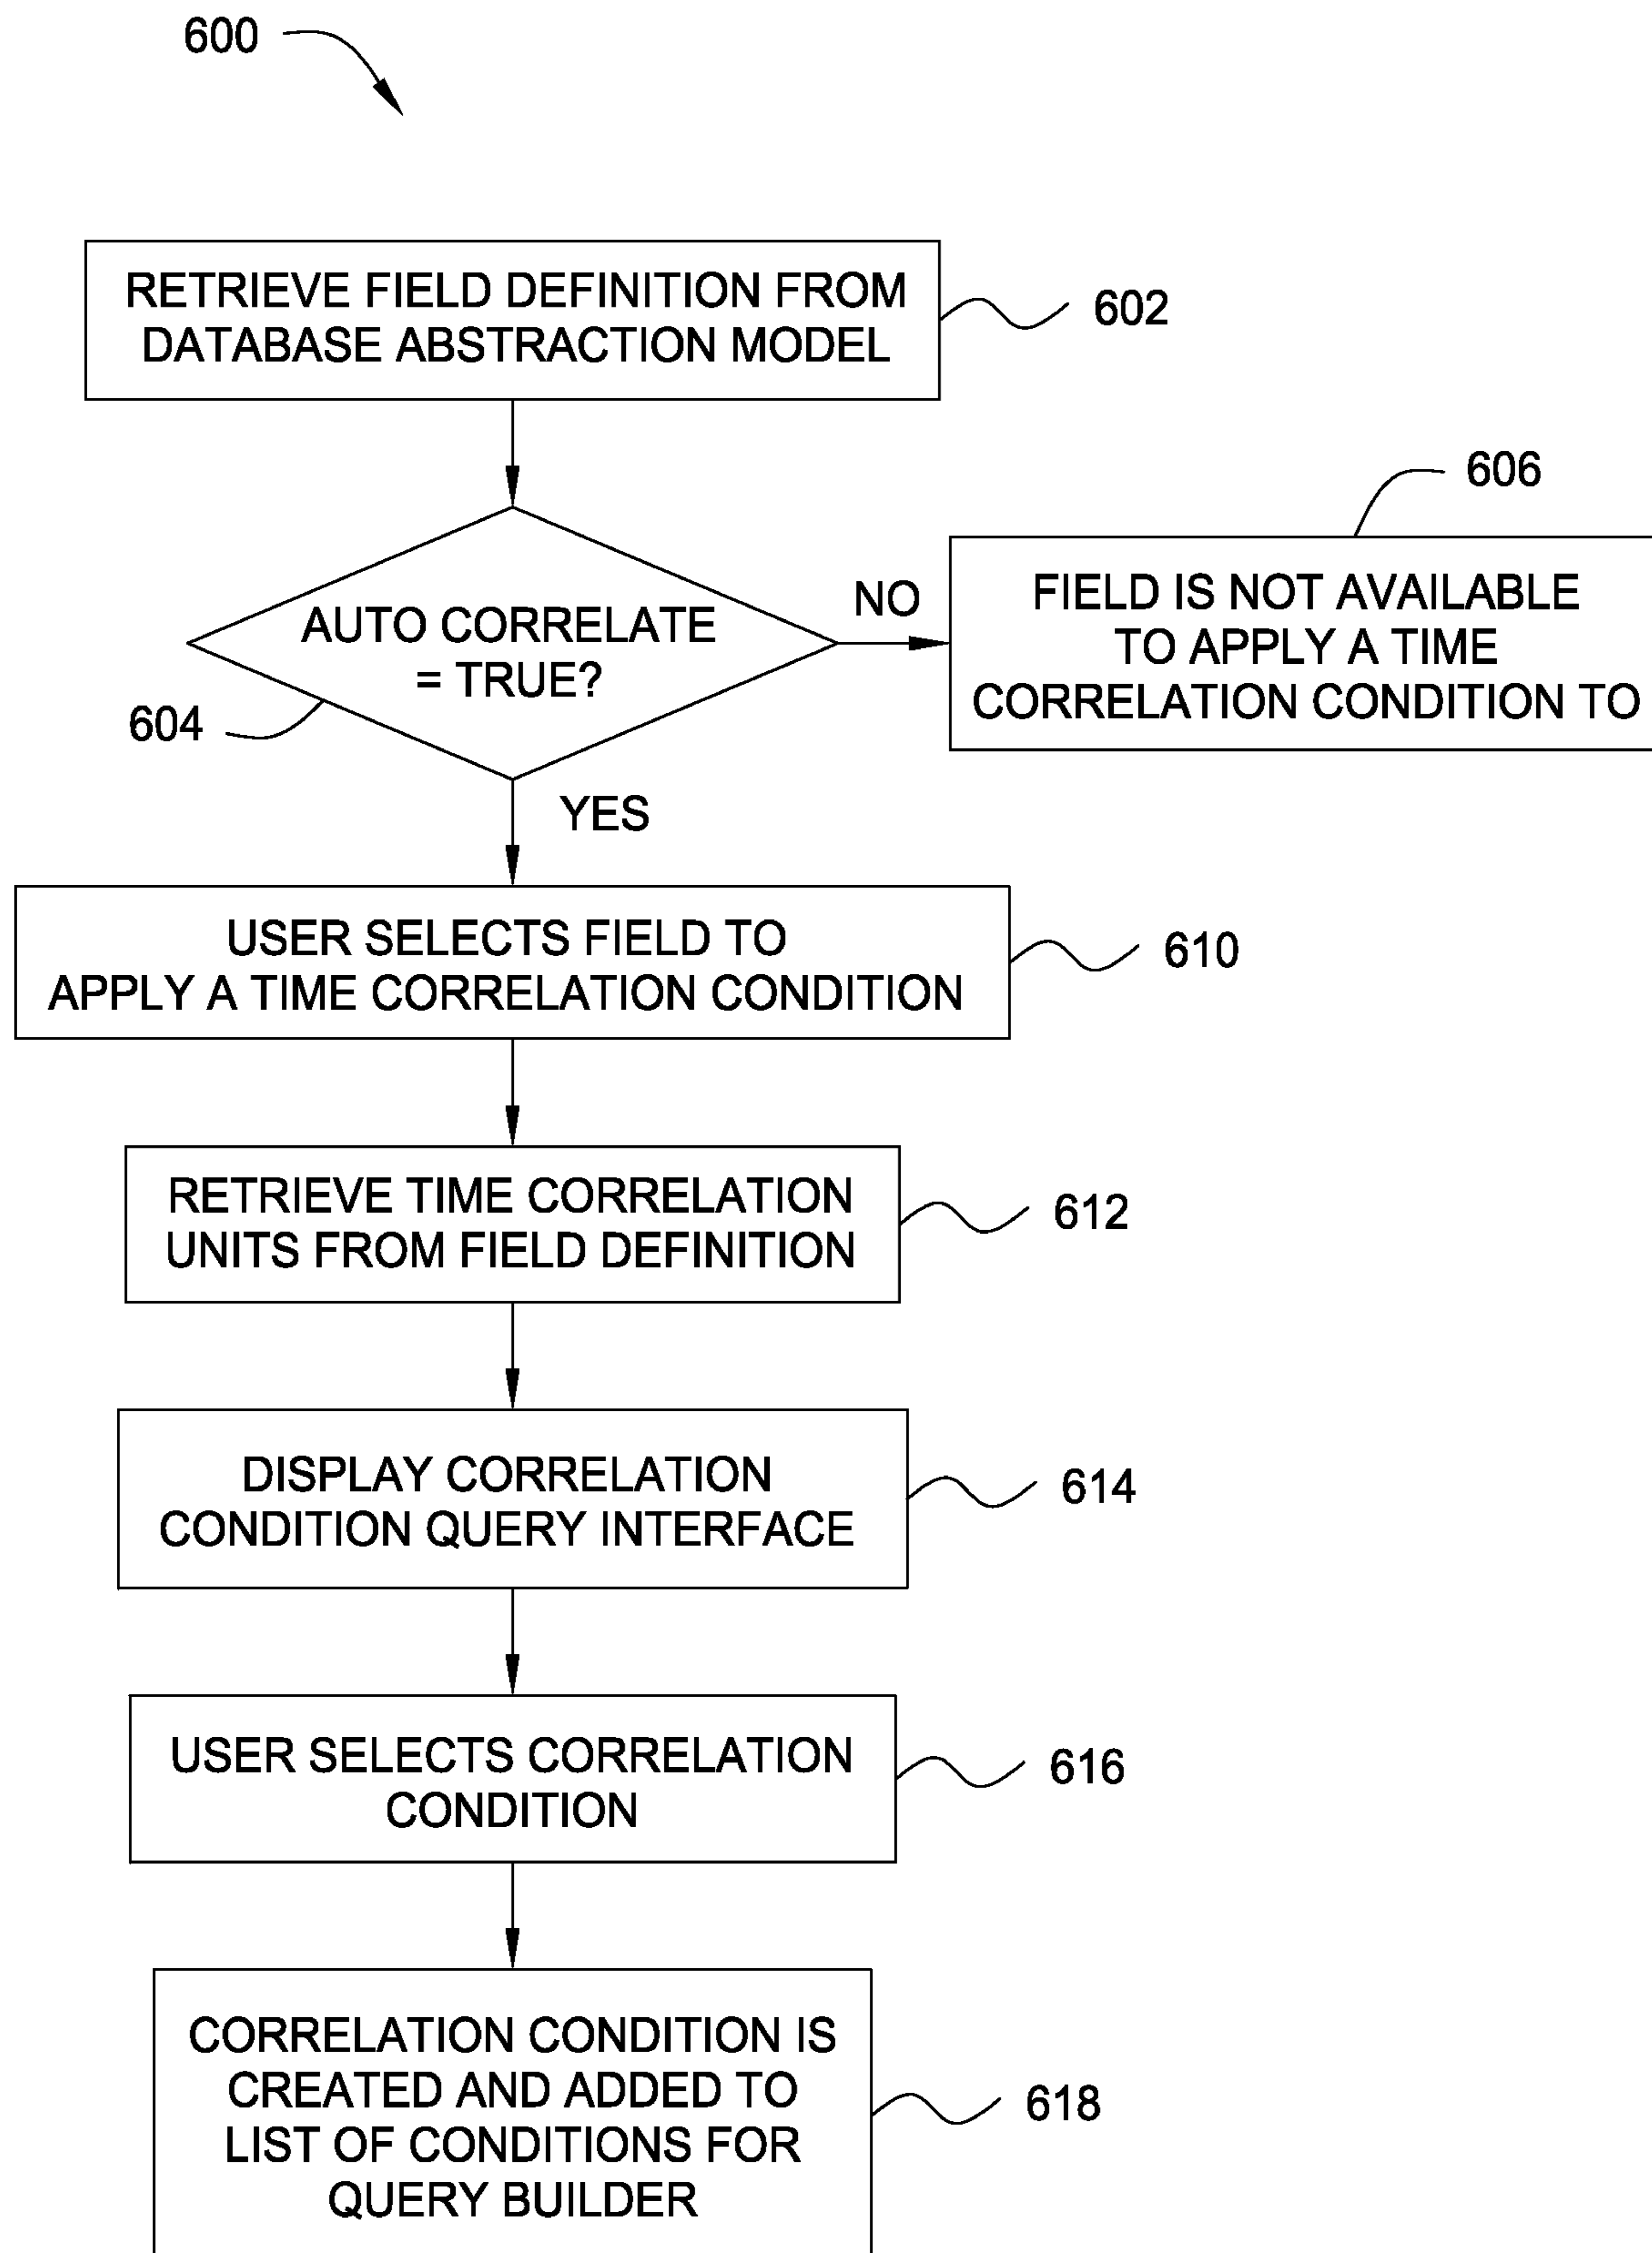 600
RETRIEVE FIELD DEFINITION FROM
DATABASE ABSTRACTION MODEL
602
606
AUTO CORRELATE
= TRUE?
604
NO
FIELD IS NOT AVAILABLE
TO APPLY A TIME
CORRELATION CONDITION TO
YES
USER SELECTS FIELD TO
APPLY A TIME CORRELATION CONDITION
610
RETRIEVE TIME CORRELATION
UNITS FROM FIELD DEFINITION
612
DISPLAY CORRELATION
CONDITION QUERY INTERFACE
614
USER SELECTS CORRELATION
CONDITION
616
CORRELATION CONDITION IS
CREATED AND ADDED TO
LIST OF CONDITIONS FOR
QUERY BUILDER
618